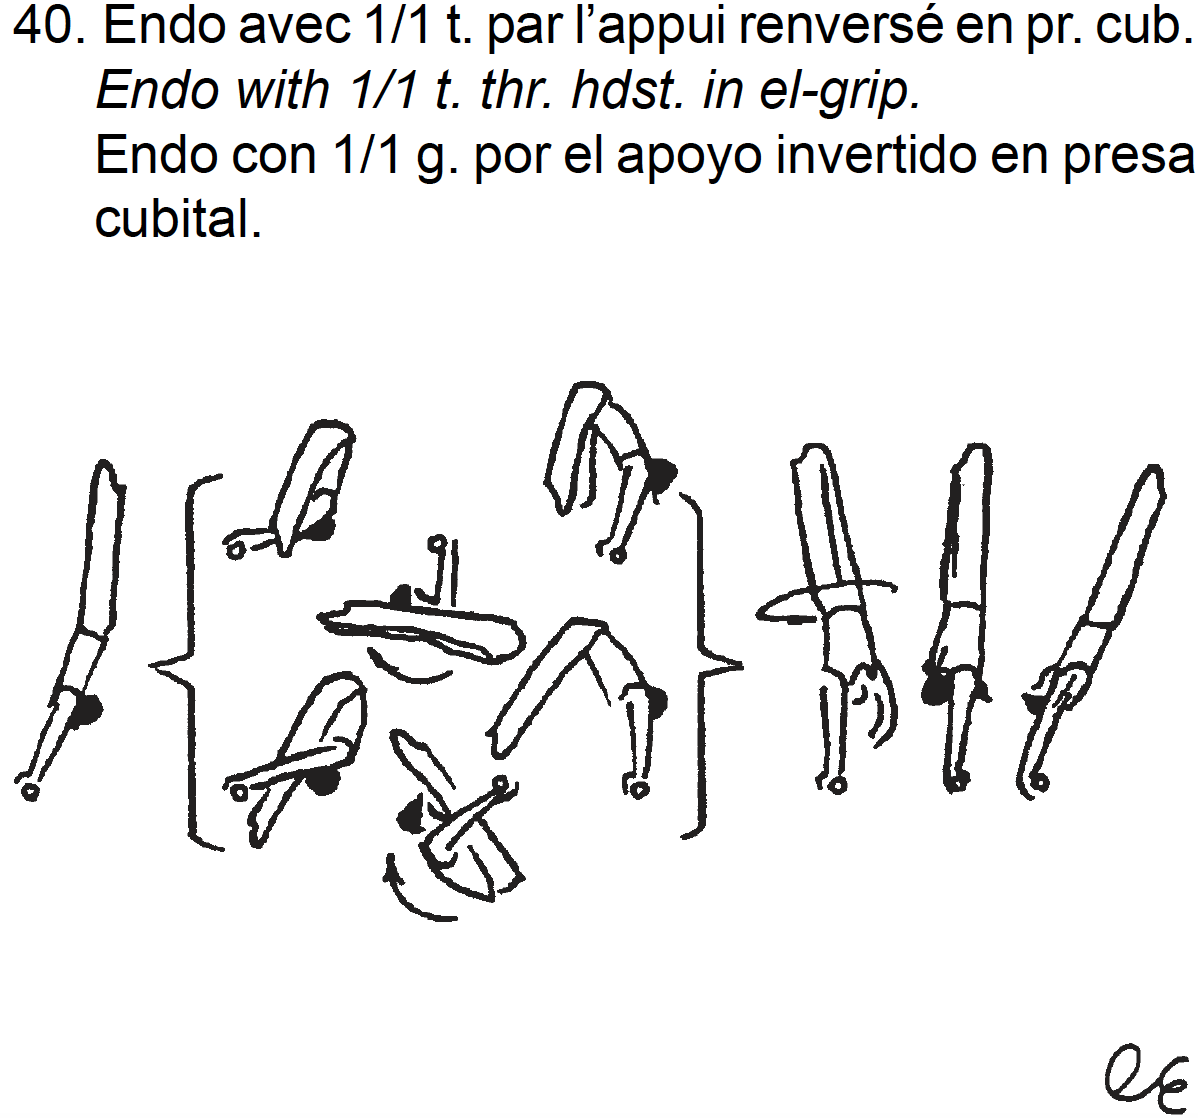 40. Endo avec 1/1 t. par l’appui renversé en pr. cub.
Endo with 1/1 t. thr. hdst. in el-grip.
Endo con 1/1 g. por el apoyo invertido en presa
cubital.